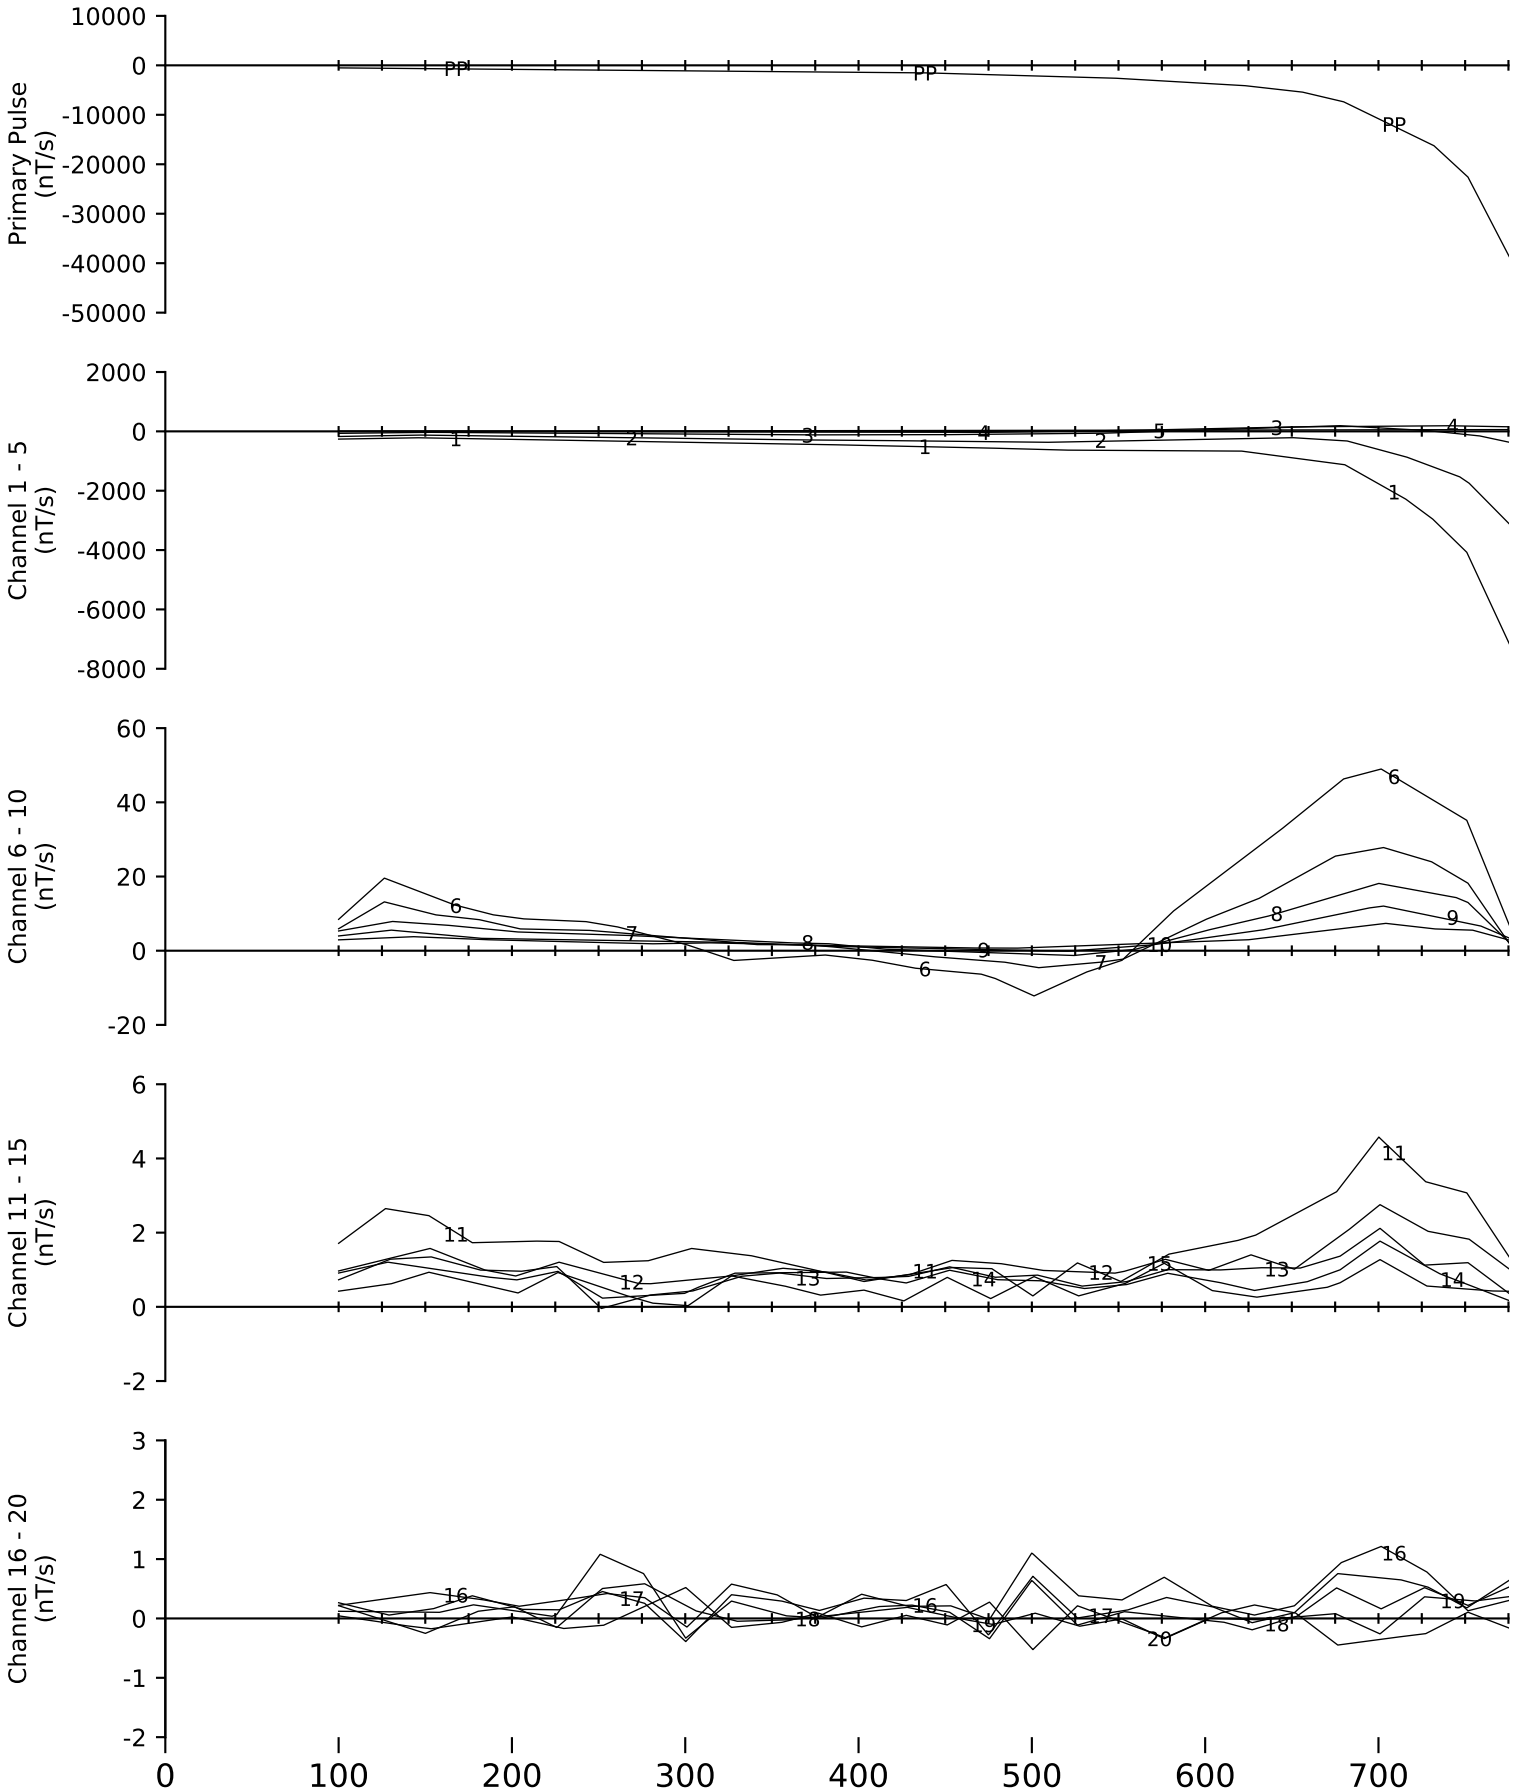 10000
0
-10000
-20000
-30000
-40000
-50000
Primary Pulse
(nT/s)
PP PP PP
2000
0
-2000
-4000
-6000
-8000
Channel 1 - 5
(nT/s)
1 2 3 1 4 2 5 3 1 4
60
40
20
0
-20
Channel 6 - 10
(nT/s)
6 7 8 6 9 7 10 8 6 9
6
4
2
0
-2
Channel 11 - 15
(nT/s)
11 12 13 11 14 12 15 13 11 14
3
2
1
0
-1
-2
Channel 16 - 20
(nT/s)
16 17 18 16 19 17 20 18 16 19
0 100 200 300 400 500 600 700